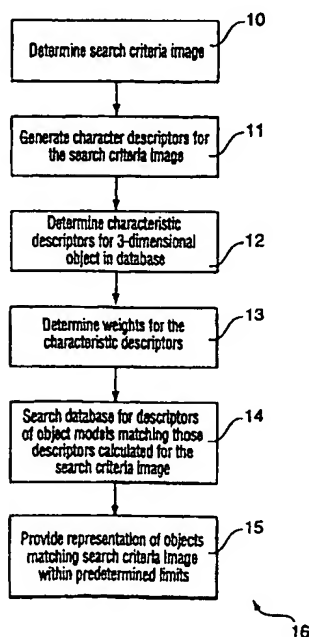 10
Determine search criteria image
11
Generate character descriptors for
the search criteria image
12
Determine characteristic
descriptors for 3-dimensional
object in database
13
Determine weights for the
characteristic descriptors
14
Search database for descriptors
of object models matching those
descriptors calculated for the
search criteria image
15
Provide representation of objects
matching search criteria image
within predetermined limits
16